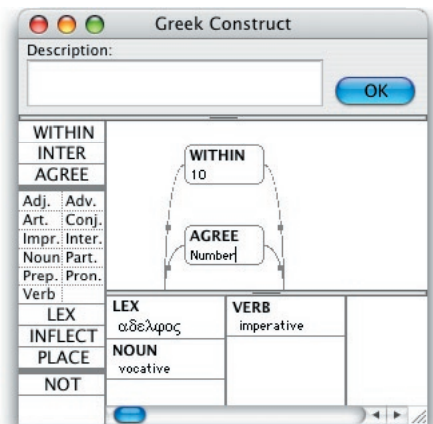 Greek Construct
Description:
OK
WITHIN
INTER
AGREE
Adj. Adv.
Art. Conj.
Impr. Inter.
Noun Part.
Prep. Pron.
Verb
LEX
INFLECT
PLACE
NOT
WITHIN
10
AGREE
Number
LEX
αδελφος
NOUN
vocative
VERB
imperative